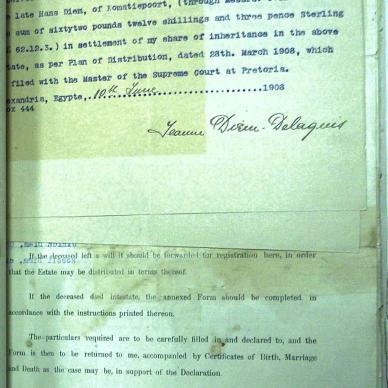 late Hans Diem, of Komatiepoort, (through
sum of sixtytwo pounds twelve shillings and three pence Sterling
62.12.3.) in settlement of my share of inheritance in the above
tate, as per Plan of Distribution, dated 28th. March 1908, which
filed with the Master of the Supreme Court at Pretoria.
exandria, Egypte, 10th June 1908
ox 444
Jeanne Diem-Delaquis
If the deceased left a will it should be forwarded for registration here, in order
that the Estate may be distributed in terms thereof.
If the deceased died intestate, the annexed Form should be completed in
accordance with the instructions printed thereon.
The particulars required are to be carefully filled in and declared to, and the
Form is then to be returned to me, accompanied by Certificates of Birth, Marriage
and Death as the case may be, in support of the Declaration.